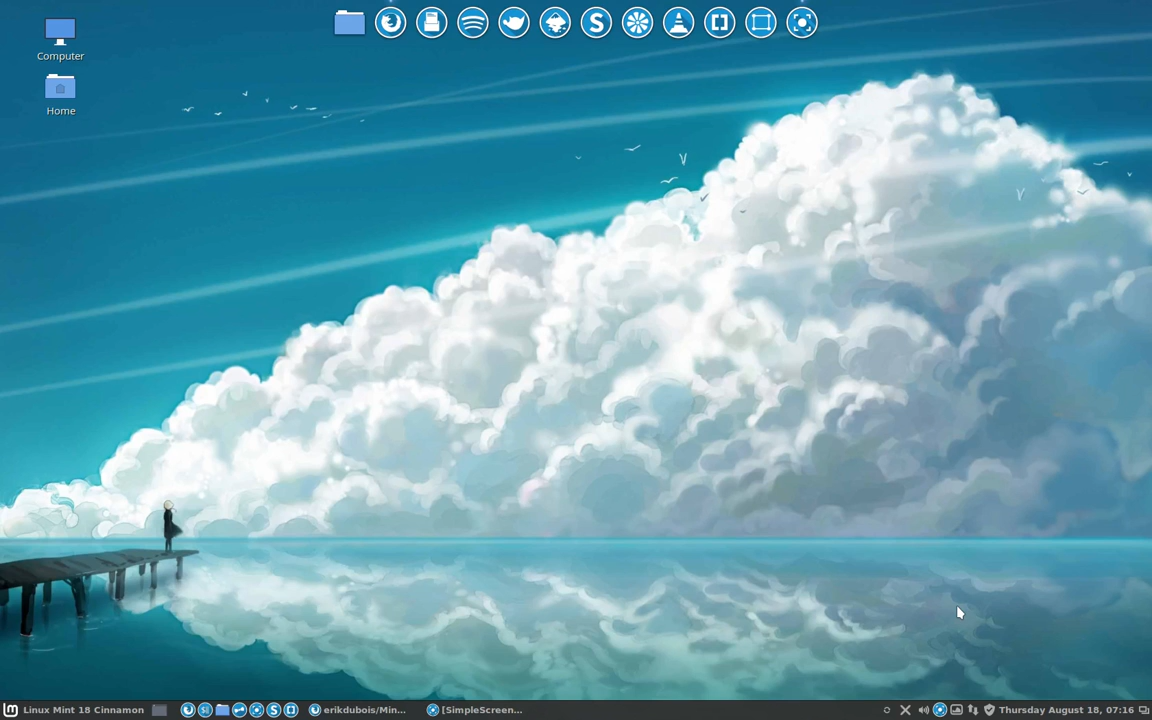 Computer
Home
Linux Mint 18 Cinnamon
erikdubois/Min...
[SimpleScreen...
Thursday August 18, 07:16